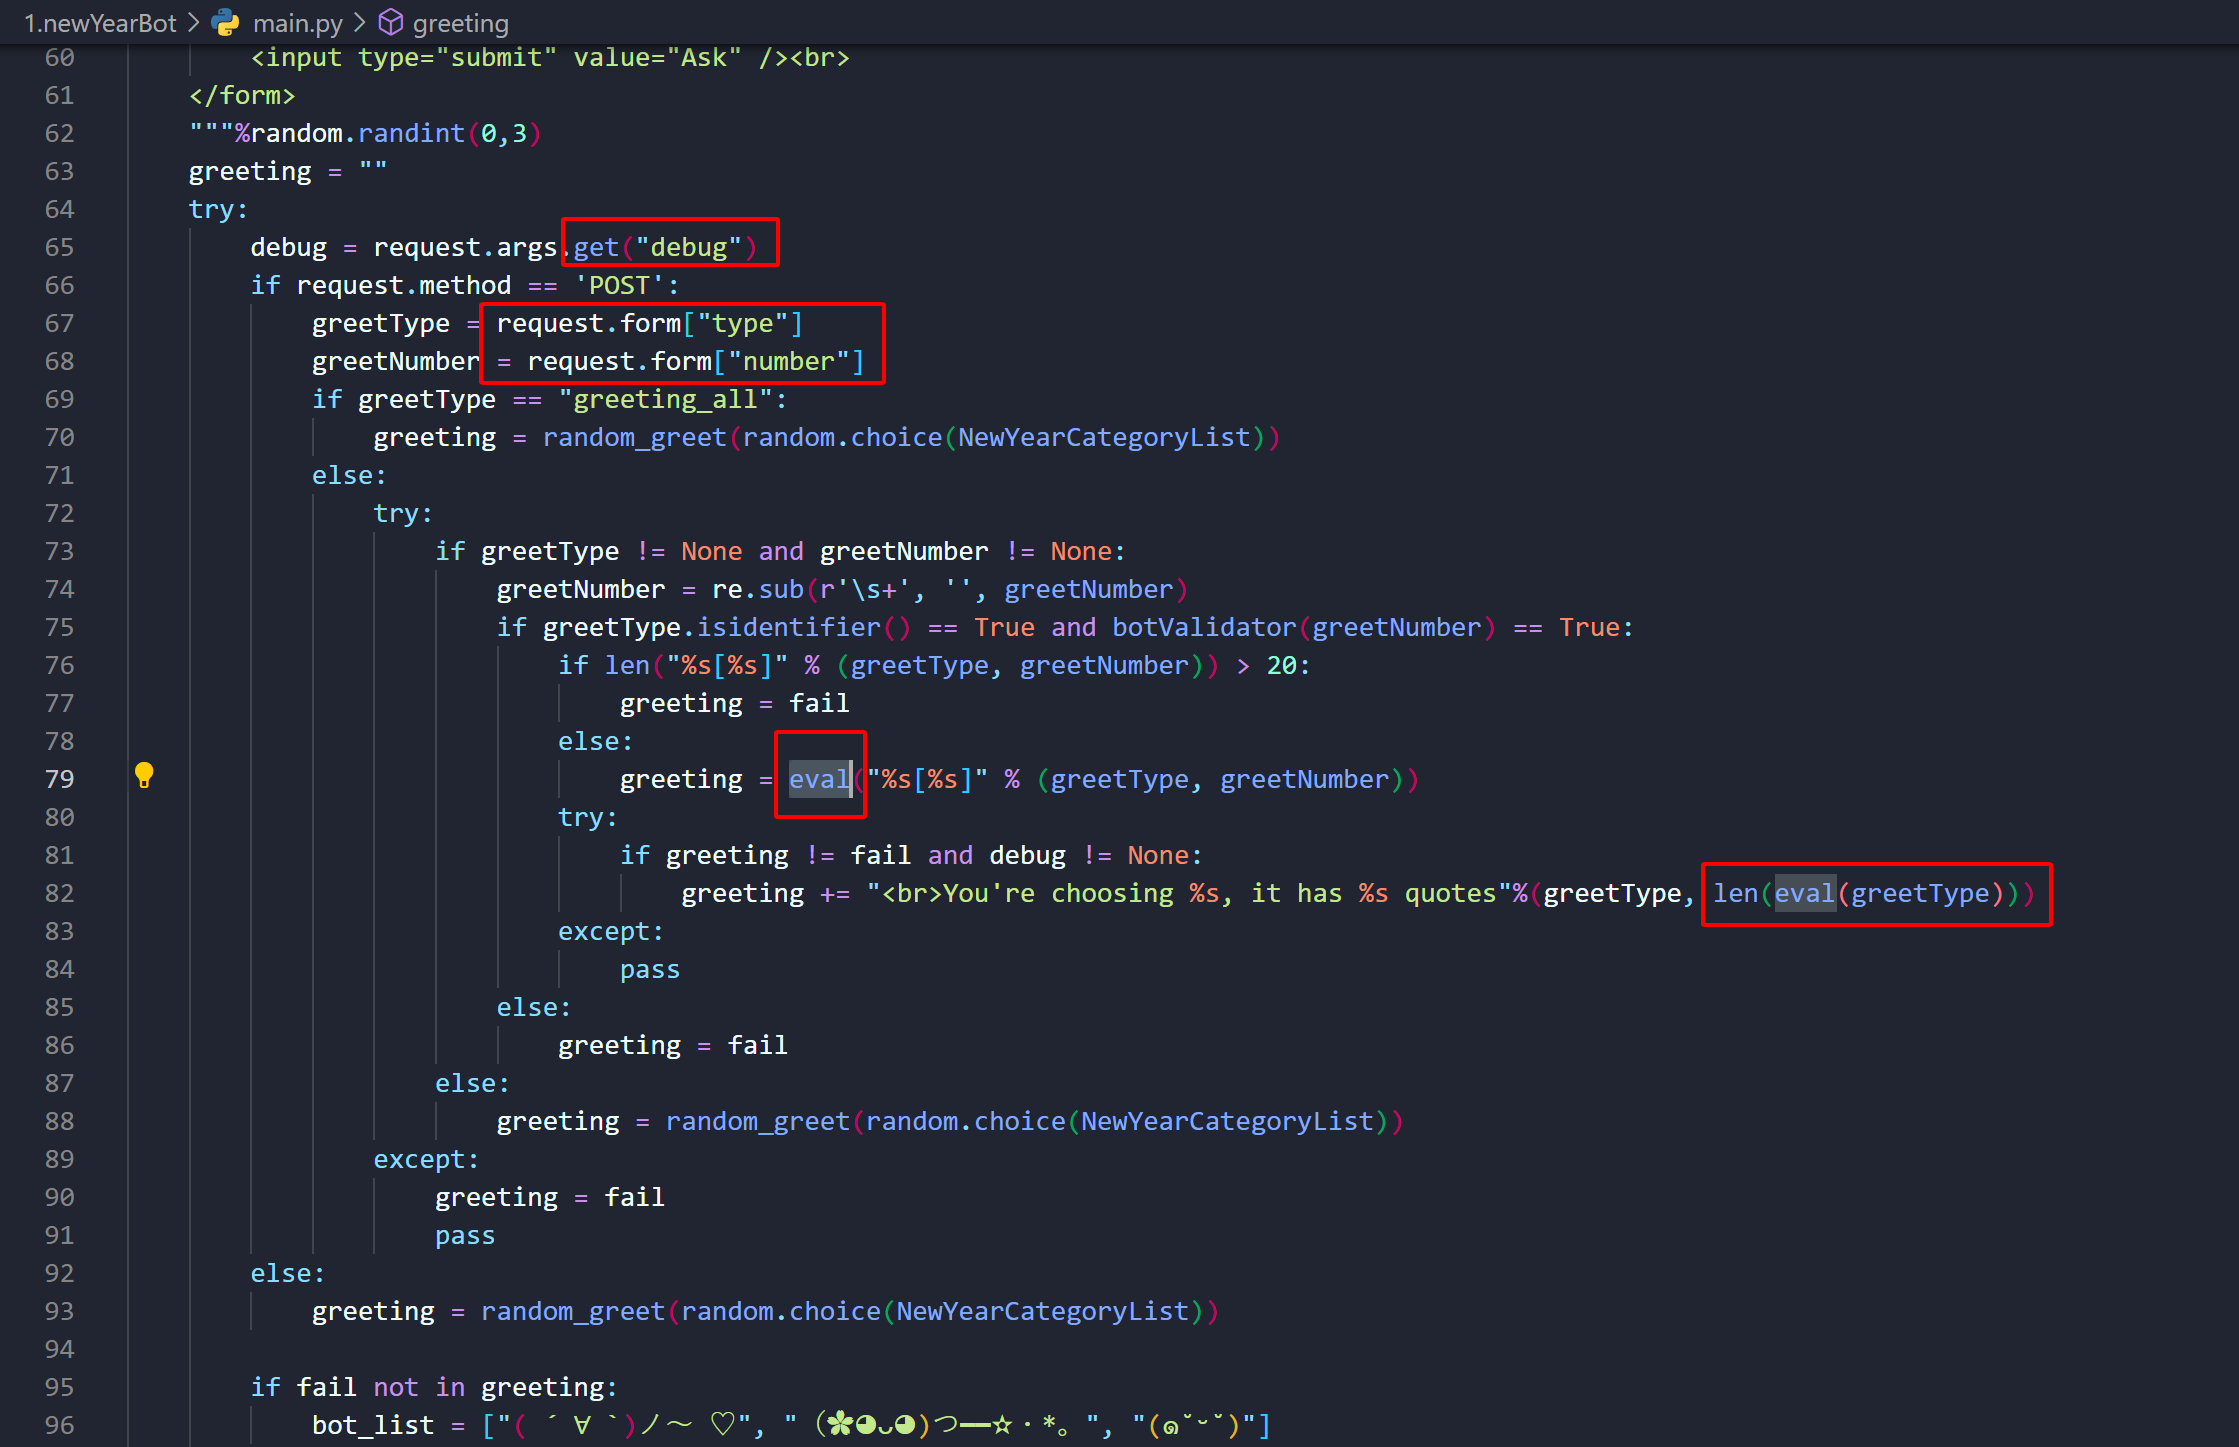 1.newYearBot > main.py > greeting
60 <input type="submit" value="Ask" /><br>
61 </form>
62 """%random.randint(0,3)
63 greeting = ""
64 try:
65 debug = request.args.get("debug")
66 if request.method == 'POST':
67 greetType = request.form["type"]
68 greetNumber = request.form["number"]
69 if greetType == "greeting_all":
70 greeting = random_greet(random.choice(NewYearCategoryList))
71 else:
72 try:
73 if greetType != None and greetNumber != None:
74 greetNumber = re.sub(r'\s+', '', greetNumber)
75 if greetType.isidentifier() == True and botValidator(greetNumber) == True:
76 if len("%s[%s]" % (greetType, greetNumber)) > 20:
77 greeting = fail
78 else:
79 greeting = eval("%s[%s]" % (greetType, greetNumber))
80 try:
81 if greeting != fail and debug != None:
82 greeting += "<br>You're choosing %s, it has %s quotes"%(greetType, len(eval(greetType)))
83 except:
84 pass
85 else:
86 greeting = fail
87 else:
88 greeting = random_greet(random.choice(NewYearCategoryList))
89 except:
90 greeting = fail
91 pass
92 else:
93 greeting = random_greet(random.choice(NewYearCategoryList))
94
95 if fail not in greeting:
96 bot_list = ["( ´ ∀ `)ノ～ ♡", " (✿◕ᴗ◕)つ━━✫・*。", "(๑˘ᵕ˘)"]